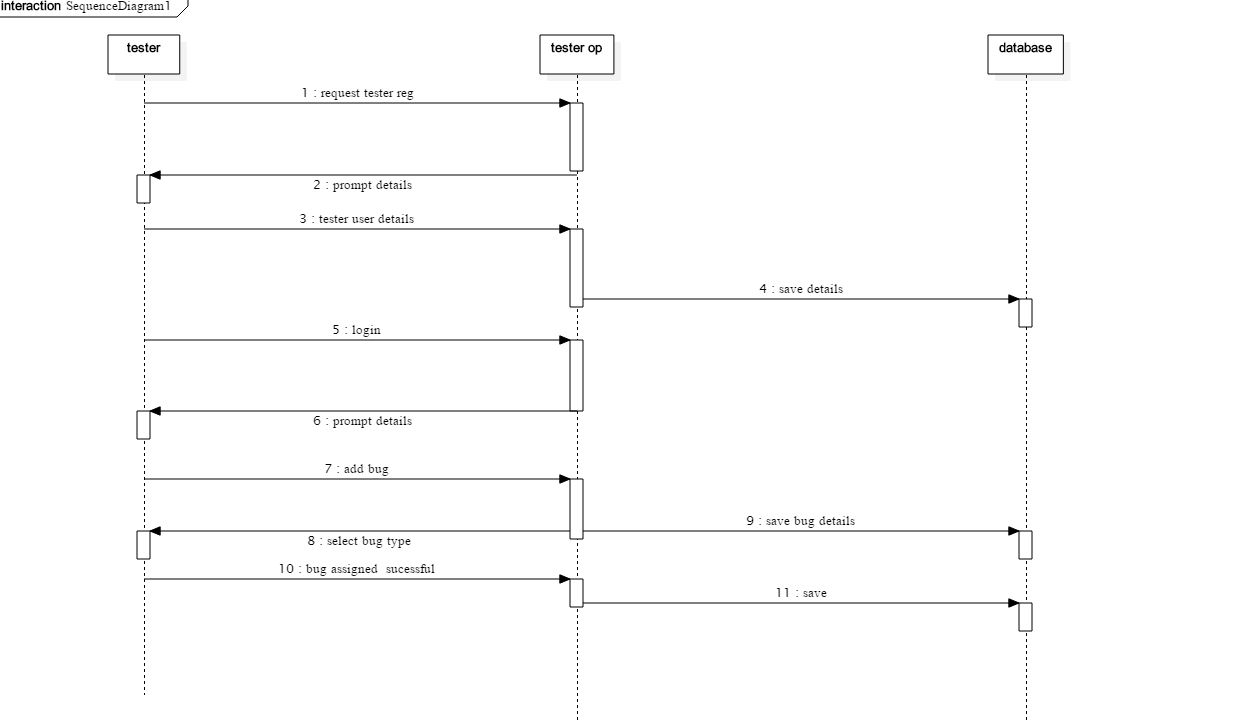 interaction SequenceDiagram1
tester
tester op
database
1 : request tester reg
2 : prompt details
3 : tester user details
4 : save details
5 : login
6 : prompt details
7 : add bug
9 : save bug details
8 : select bug type
10 : bug assigned sucessful
11 : save